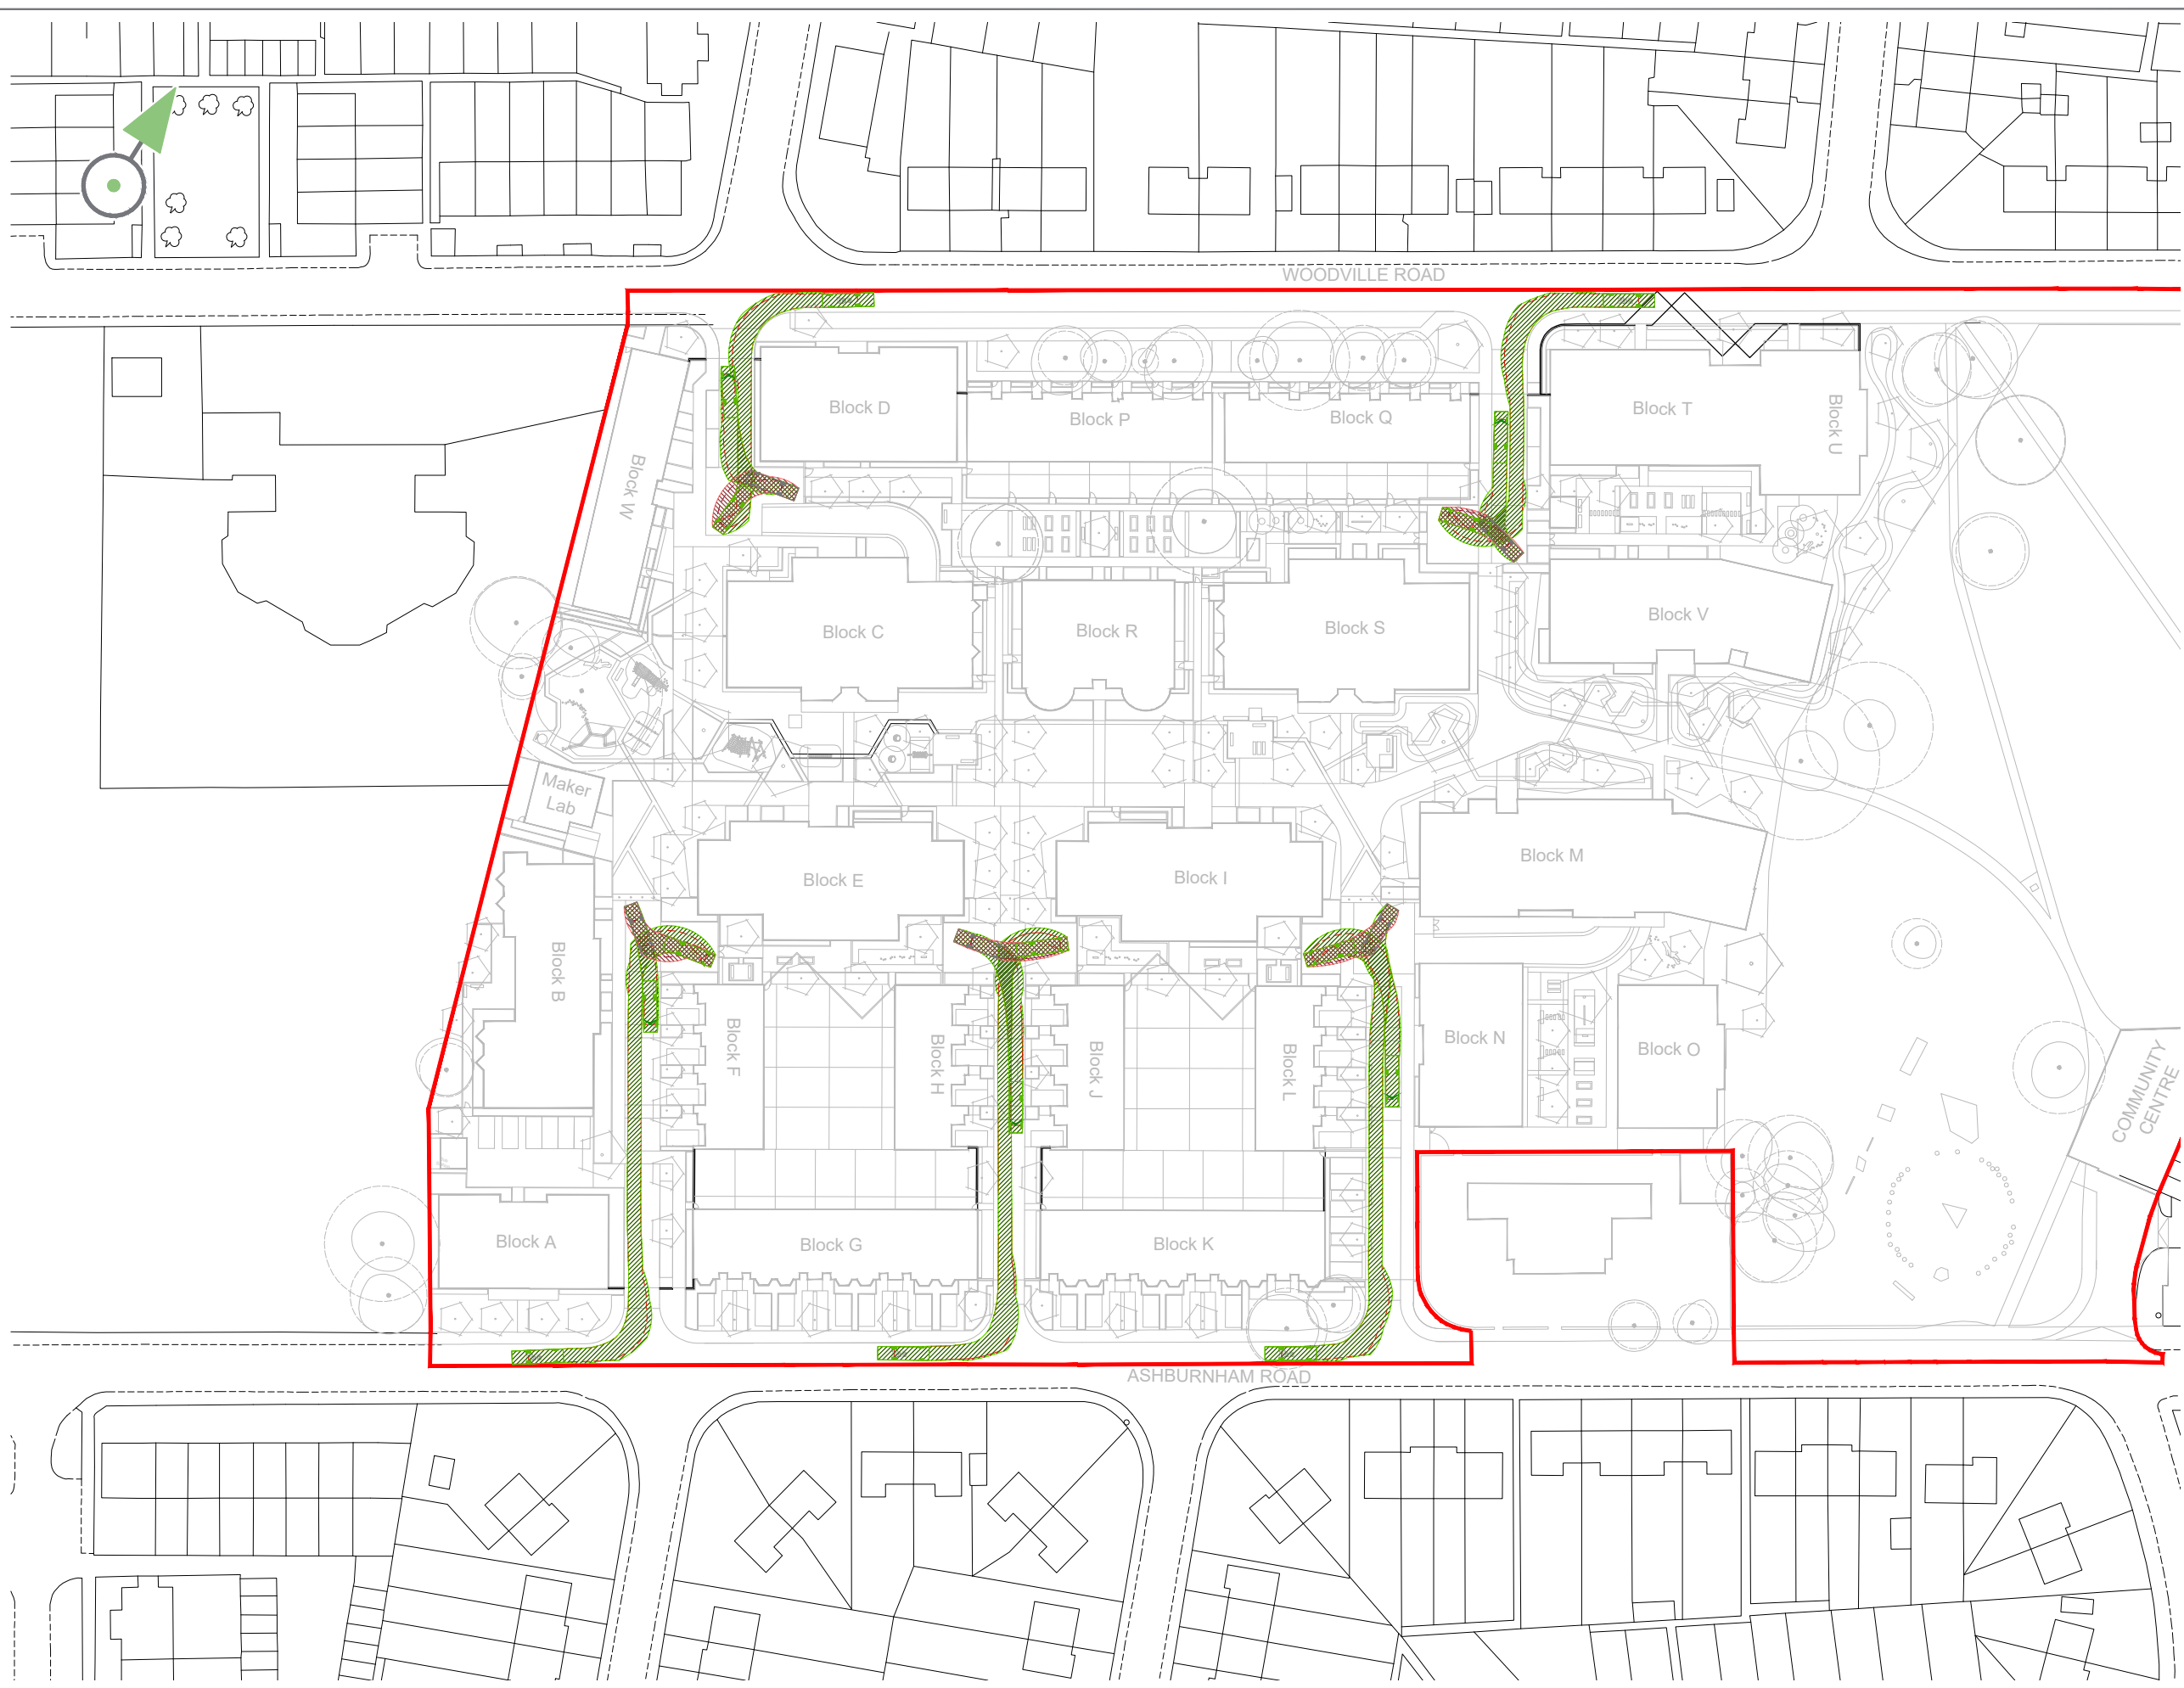 WOODVILLE ROAD
Block D
Block P
Block Q
Block T
Block U
Block W
Block C
Block R
Block S
Block V
Maker
Lab
Block E
Block I
Block M
Block B
Block F
Block H
Block J
Block L
Block N
Block O
COMMUNITY
CENTRE
Block A
Block G
Block K
ASHBURNHAM ROAD